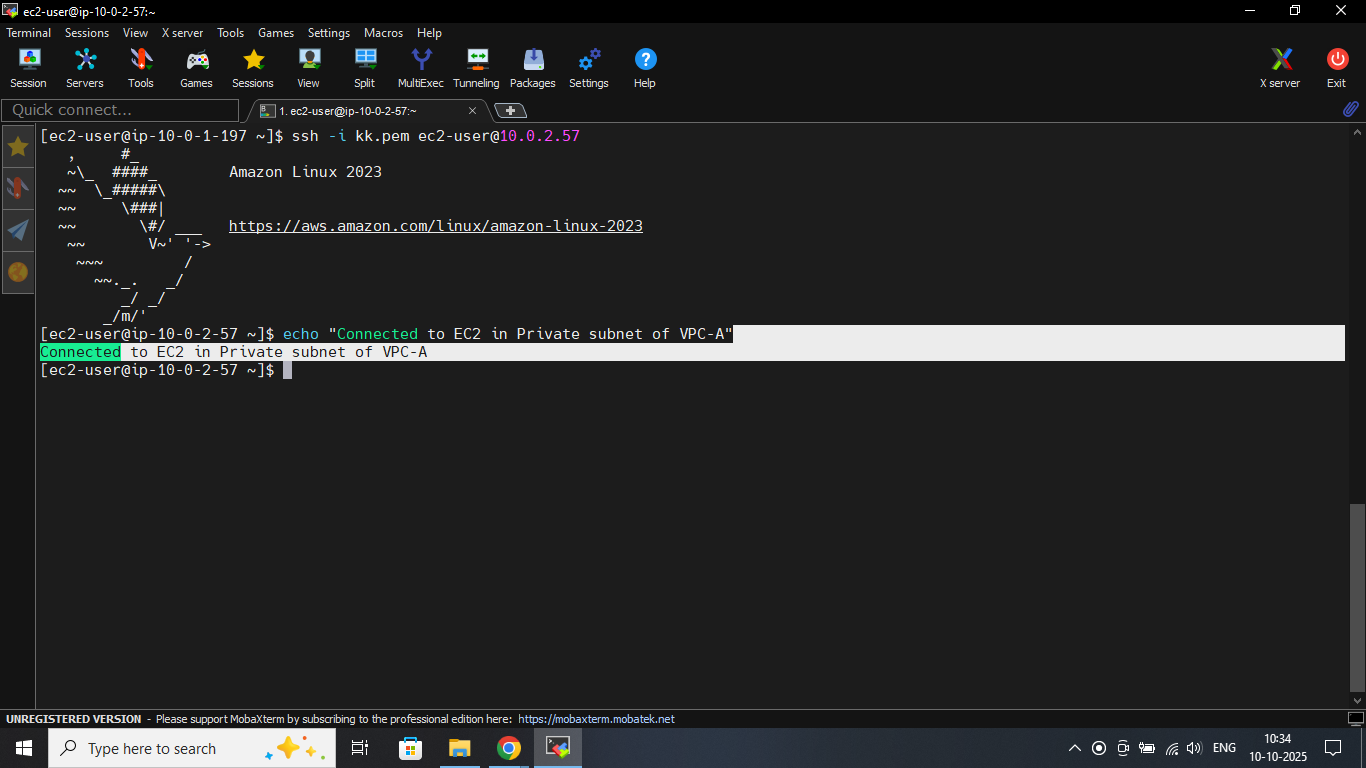 ec2-user@ip-10-0-2-57:~
Terminal Sessions View X server Tools Games Settings Macros Help
Session Servers Tools Games Sessions View Split MultiExec Tunneling Packages Settings Help X server Exit
Quick connect... 1. ec2-user@ip-10-0-2-57:~
[ec2-user@ip-10-0-1-197 ~]$ ssh -i kk.pem ec2-user@10.0.2.57
   ,     #_
   ~\_  ####_        Amazon Linux 2023
  ~~  \_#####\
  ~~     \###|
  ~~       \#/ ___   https://aws.amazon.com/linux/amazon-linux-2023
   ~~       V~' '->
    ~~~         /
      ~~._.   _/
         _/ _/
       _/m/'
[ec2-user@ip-10-0-2-57 ~]$ echo "Connected to EC2 in Private subnet of VPC-A"
Connected to EC2 in Private subnet of VPC-A
[ec2-user@ip-10-0-2-57 ~]$
UNREGISTERED VERSION - Please support MobaXterm by subscribing to the professional edition here: https://mobaxterm.mobatek.net
Type here to search
ENG
10:34
10-10-2025